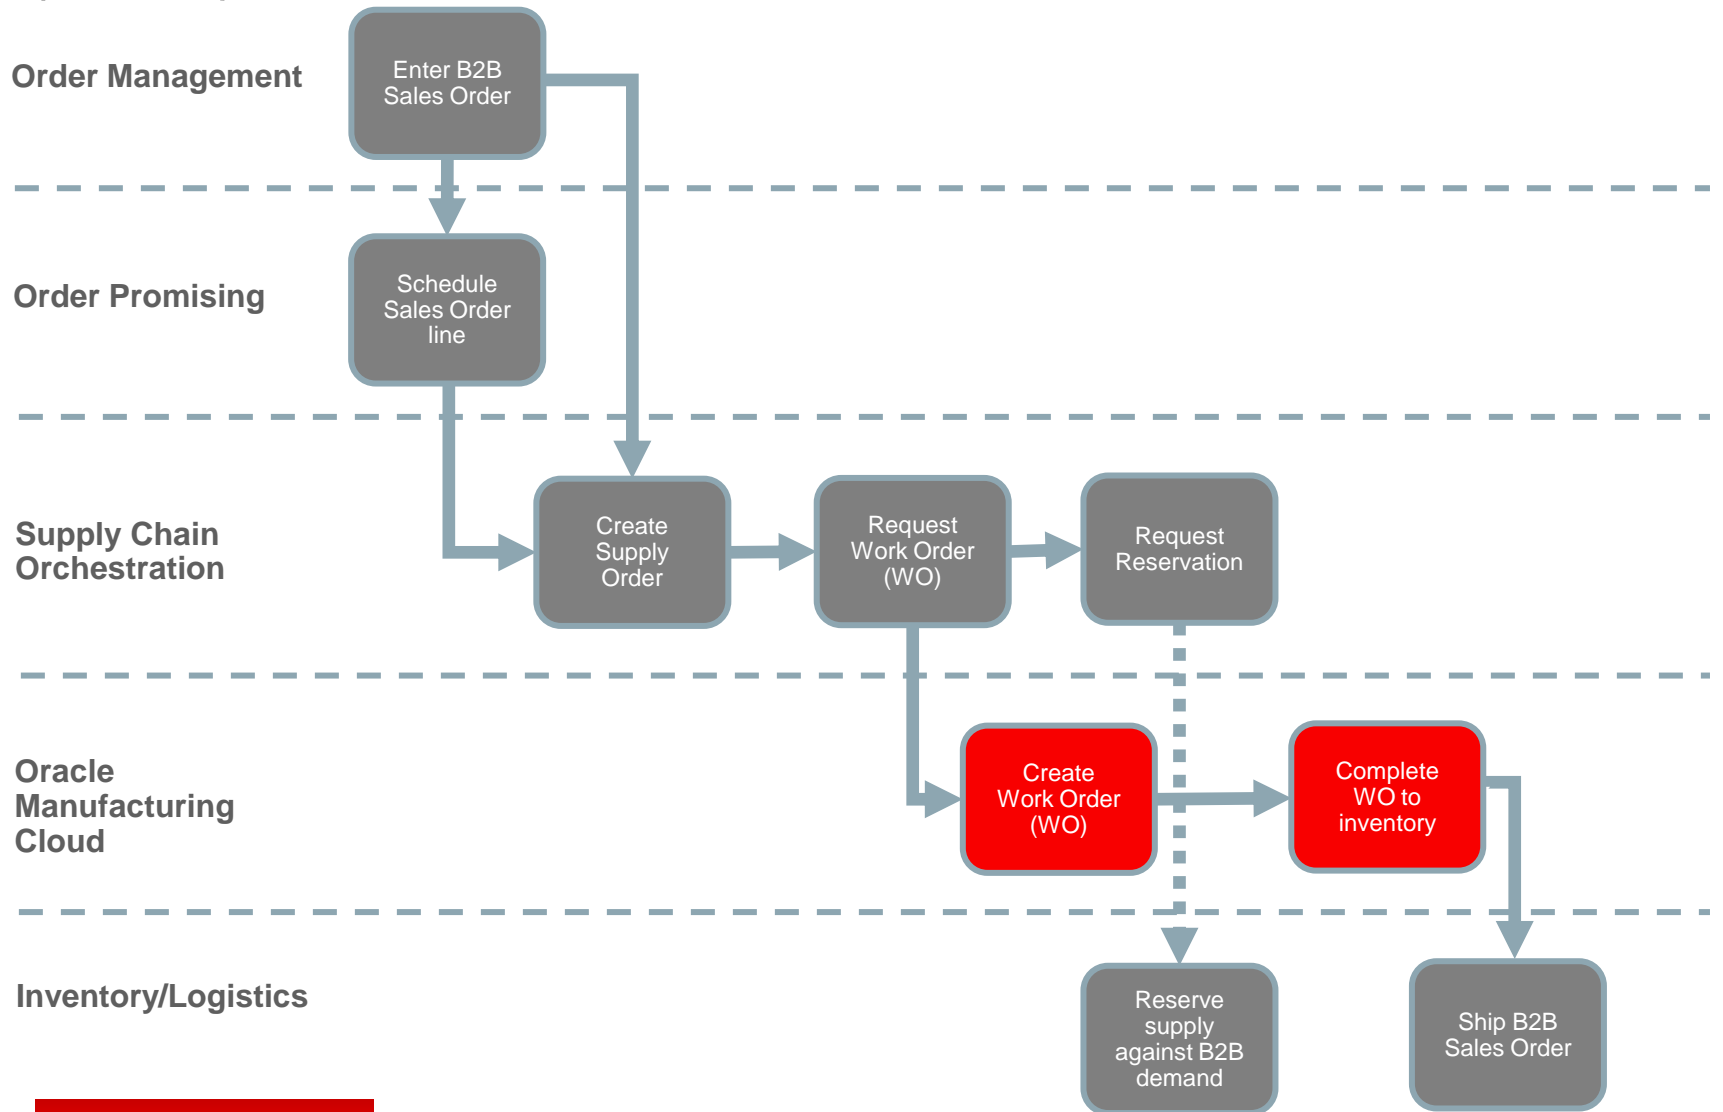 Order Management
Enter B2B
Sales Order
Order Promising
Schedule
Sales Order
line
Supply Chain
Orchestration
Create
Supply
Order
Request
Work Order
(WO)
Request
Reservation
Oracle
Manufacturing
Cloud
Create
Work Order
(WO)
Complete
WO to
inventory
Inventory/Logistics
Reserve
supply
against B2B
demand
Ship B2B
Sales Order